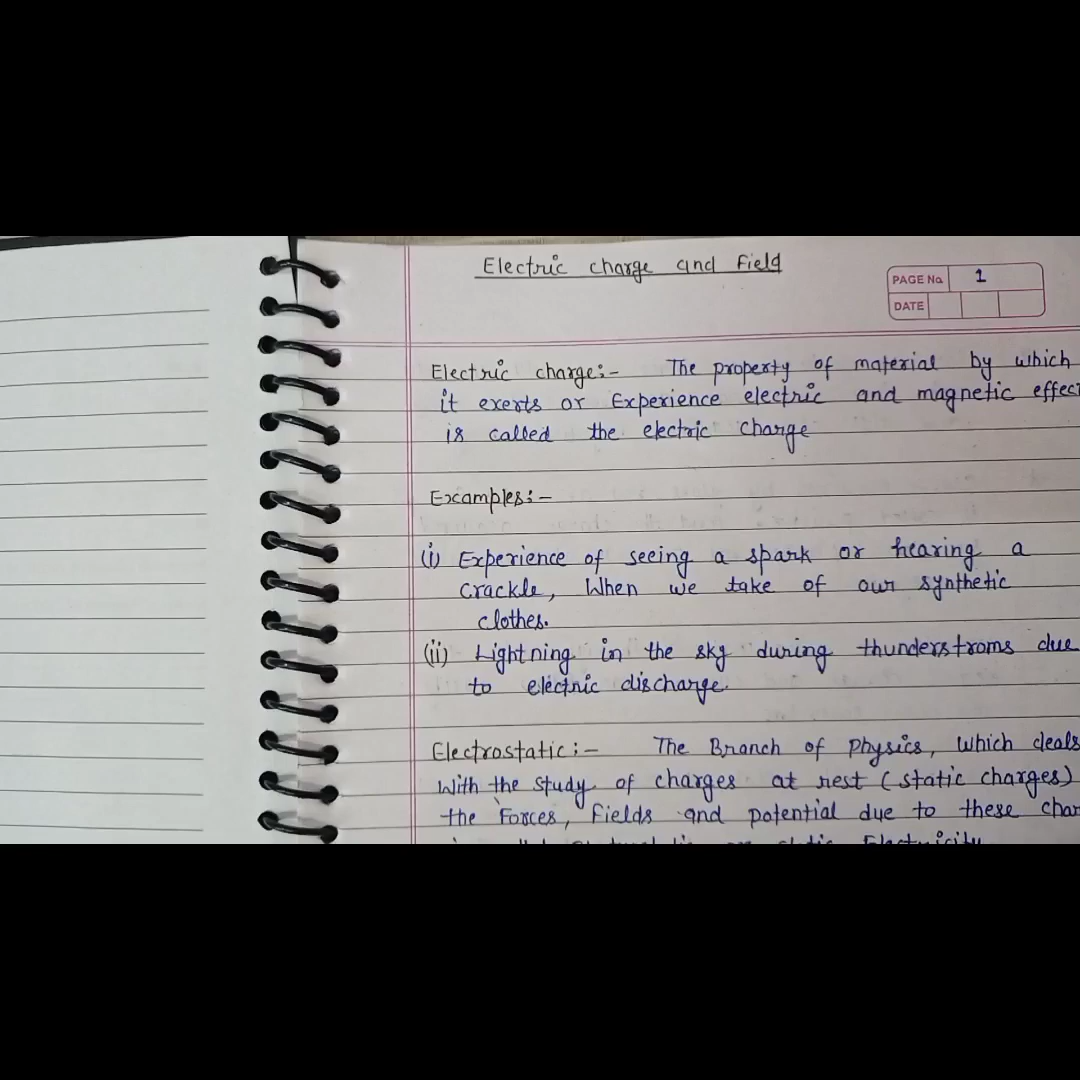 Electric charge and Field
PAGE No. 1
DATE
Electric charge:- The property of material by which
it exerts or Experience electric and magnetic effect
is called the electric charge
Examples:-
(i) Experience of seeing a spark or hearing a
crackle, When we take of our synthetic
clothes.
(ii) Lightning in the sky during thunderstroms due
to electric discharge.
Electrostatic:- The Branch of Physics, which deals
with the study of charges at rest (static charges)
the Forces, Fields and potential due to these
Electricity